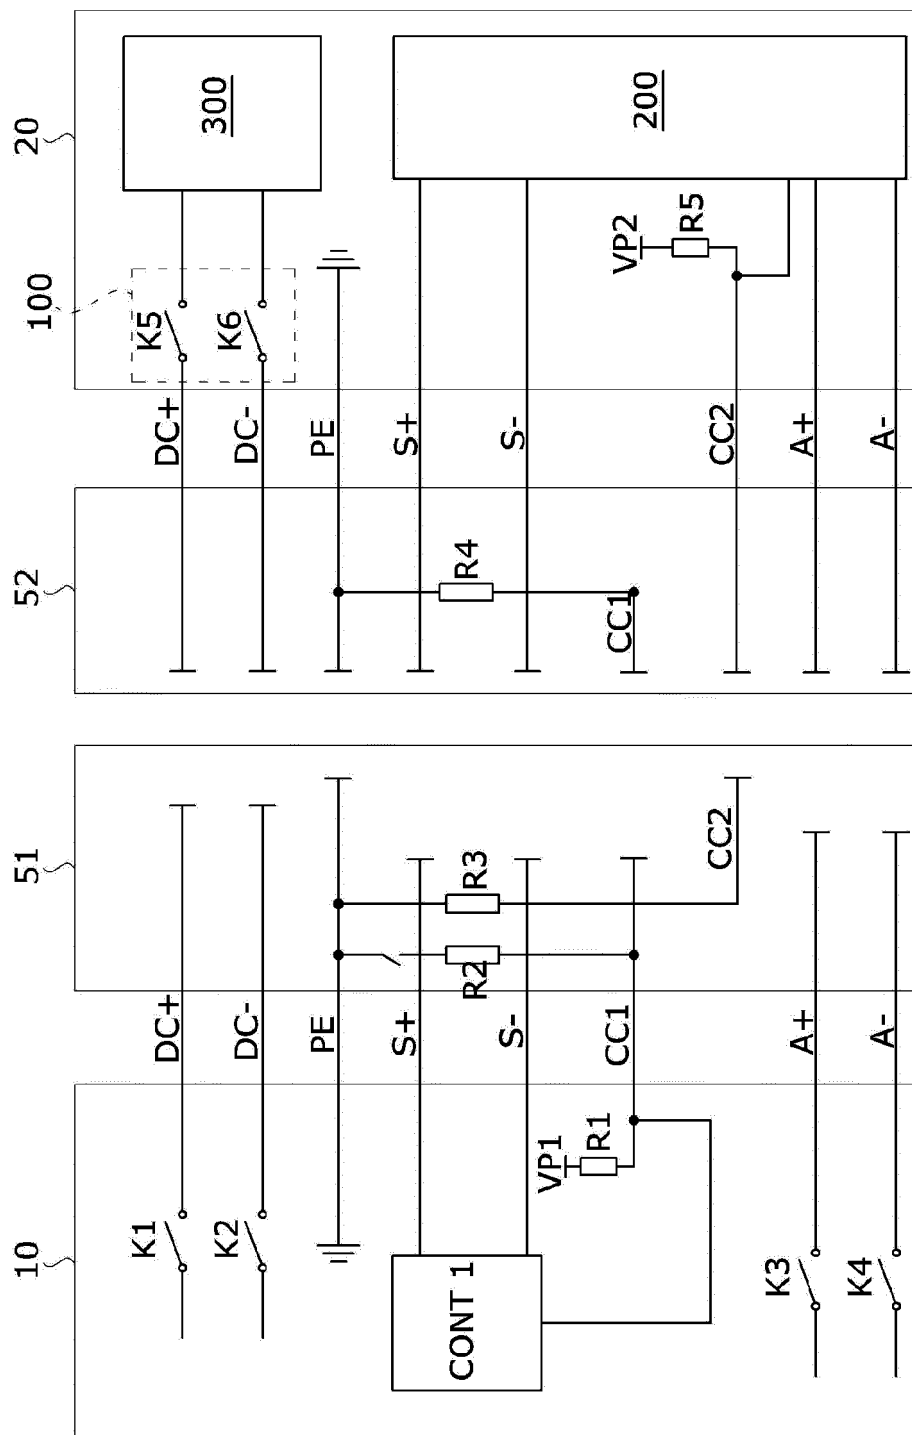 10
51
52
20
K1
DC+
DC+
K5
100
300
K2
DC-
DC-
K6
PE
PE
CONT 1
S+
S+
200
R2
R3
R4
S-
S-
VP1
R1
CC1
CC1
VP2
R5
CC2
CC2
K3
A+
A+
K4
A-
A-